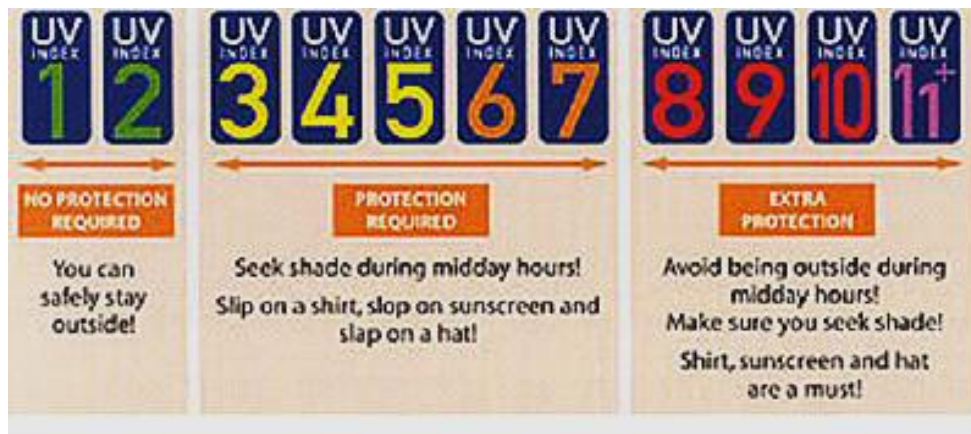 UV INDEX 1
UV INDEX 2
UV INDEX 3
UV INDEX 4
UV INDEX 5
UV INDEX 6
UV INDEX 7
UV INDEX 8
UV INDEX 9
UV INDEX 10
UV INDEX 11+
NO PROTECTION
REQUIRED
You can
safely stay
outside!
PROTECTION
REQUIRED
Seek shade during midday hours!
Slip on a shirt, slop on sunscreen and
slap on a hat!
EXTRA
PROTECTION
Avoid being outside during
midday hours!
Make sure you seek shade!
Shirt, sunscreen and hat
are a must!